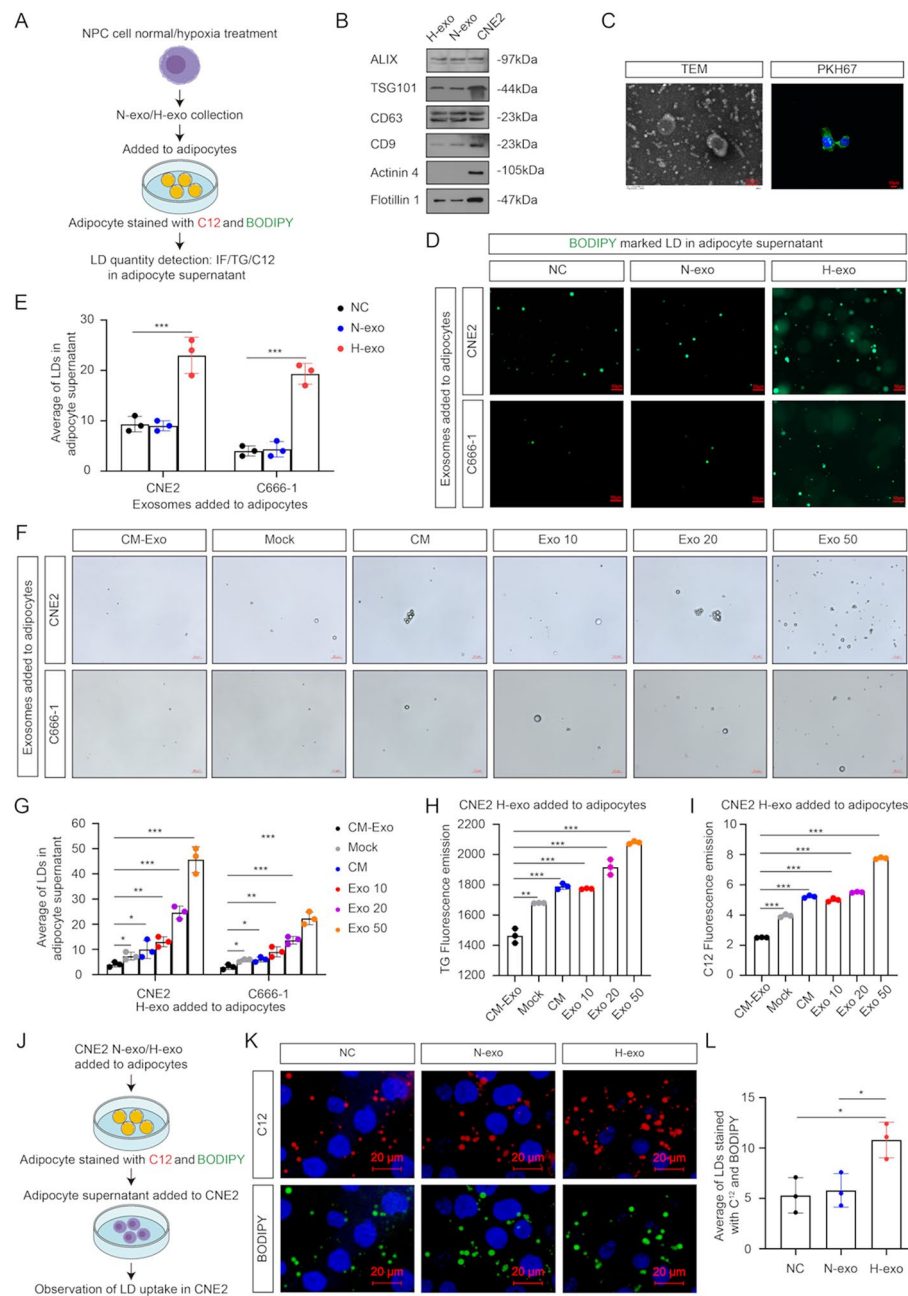 A
NPC cell normal/hypoxia treatment
N-exo/H-exo collection
Added to adipocytes
Adipocyte stained with C12 and BODIPY
LD quantity detection: IF/TG/C12
in adipocyte supernatant
B
H-exo
N-exo
CNE2
ALIX -97kDa
TSG101 -44kDa
CD63 -23kDa
CD9 -23kDa
Actinin 4 -105kDa
Flotillin 1 -47kDa
C
TEM PKH67
D
BODIPY marked LD in adipocyte supernatant
NC N-exo H-exo
Exosomes added to adipocytes
CNE2
C666-1
E
NC
N-exo
H-exo
Average of LDs in
adipocyte supernatant
30
20
10
0
*** ***
CNE2 C666-1
Exosomes added to adipocytes
F
CM-Exo Mock CM Exo 10 Exo 20 Exo 50
Exosomes added to adipocytes
CNE2
C666-1
G
Average of LDs in
adipocyte supernatant
60
40
20
0
*** ***
*** ***
** **
* *
* *
CNE2 C666-1
H-exo added to adipocytes
CM-Exo
Mock
CM
Exo 10
Exo 20
Exo 50
H
CNE2 H-exo added to adipocytes
TG Fluorescence emission
2200
2000
1800
1600
1400
1200
***
***
***
***
**
CM-Exo Mock CM Exo 10 Exo 20 Exo 50
I
CNE2 H-exo added to adipocytes
C12 Fluorescence emission
10
8
6
4
2
0
***
***
***
***
***
CM-Exo Mock CM Exo 10 Exo 20 Exo 50
J
CNE2 N-exo/H-exo
added to adipocytes
Adipocyte stained with C12 and BODIPY
Adipocyte supernatant added to CNE2
Observation of LD uptake in CNE2
K
NC N-exo H-exo
C12
20 μm 20 μm 20 μm
BODIPY
20 μm 20 μm 20 μm
L
Average of LDs stained
with C¹² and BODIPY
15
10
5
0
*
*
NC N-exo H-exo